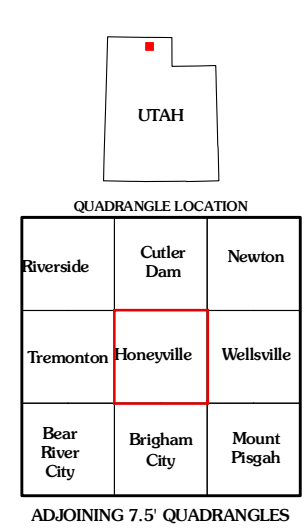 UTAH
QUADRANGLE LOCATION
Riverside
Cutler
Dam
Newton
Tremonton
Honeyville
Wellsville
Bear
River
City
Brigham
City
Mount
Pisgah
ADJOINING 7.5' QUADRANGLES